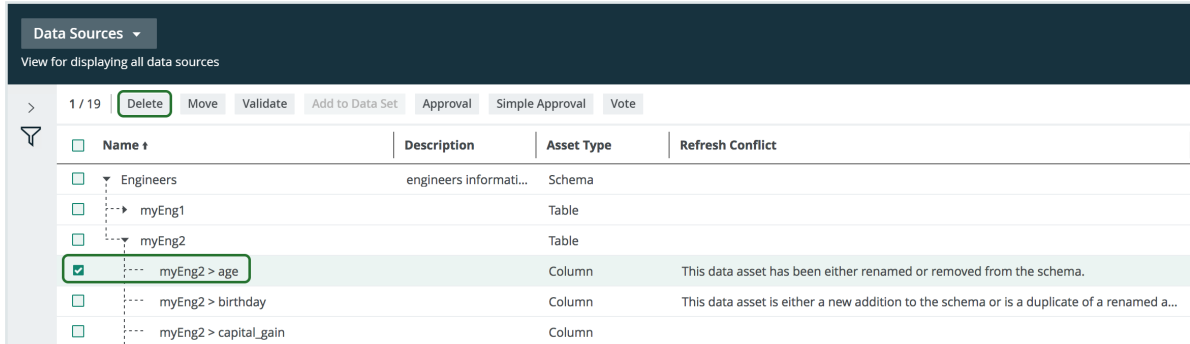 Data Sources
View for displaying all data sources
1 / 19 Delete Move Validate Add to Data Set Approval Simple Approval Vote
Name Description Asset Type Refresh Conflict
Engineers engineers informati... Schema
myEng1 Table
myEng2 Table
myEng2 > age Column This data asset has been either renamed or removed from the schema.
myEng2 > birthday Column This data asset is either a new addition to the schema or is a duplicate of a renamed a...
myEng2 > capital_gain Column